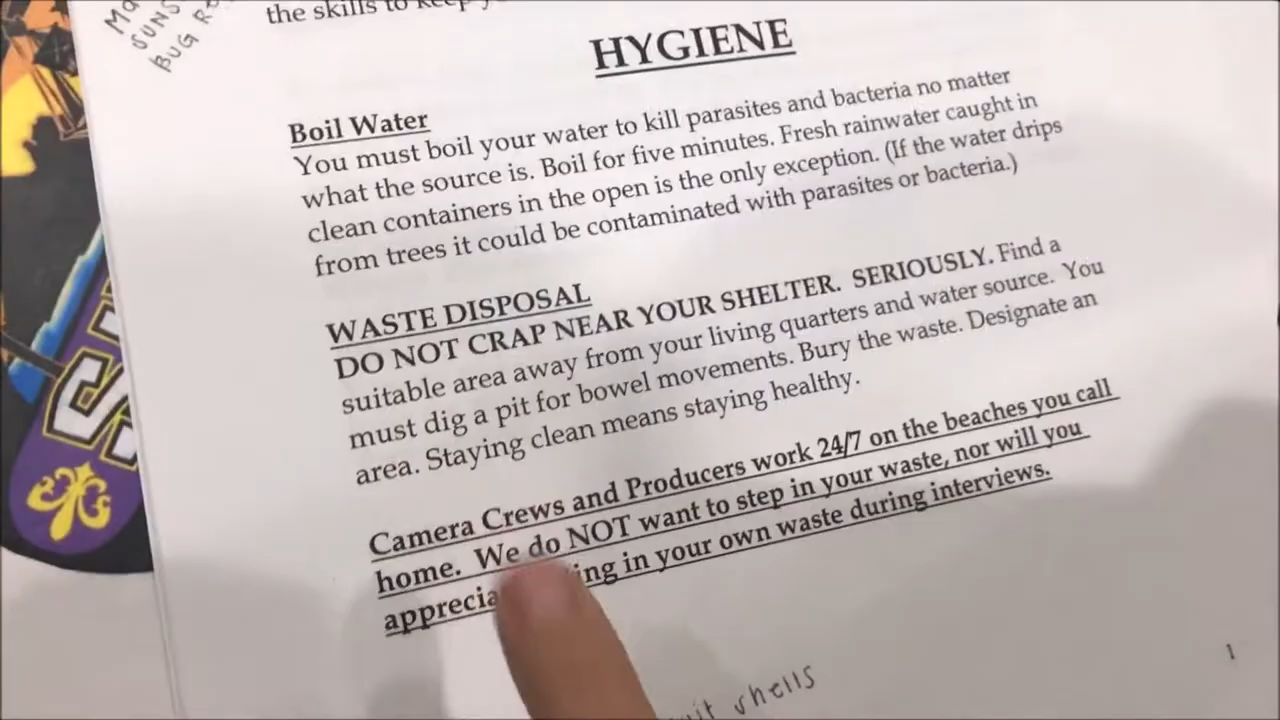 the skills to keep
SUNS
BUG
HYGIENE
Boil Water
You must boil your water to kill parasites and bacteria no matter
what the source is. Boil for five minutes. Fresh rainwater caught in
clean containers in the open is the only exception. (If the water drips
from trees it could be contaminated with parasites or bacteria.)
WASTE DISPOSAL
DO NOT CRAP NEAR YOUR SHELTER. SERIOUSLY. Find a
suitable area away from your living quarters and water source. You
must dig a pit for bowel movements. Bury the waste. Designate an
area. Staying clean means staying healthy.
Camera Crews and Producers work 24/7 on the beaches you call
home. We do NOT want to step in your waste, nor will you
apprecia ing in your own waste during interviews.
shells
1